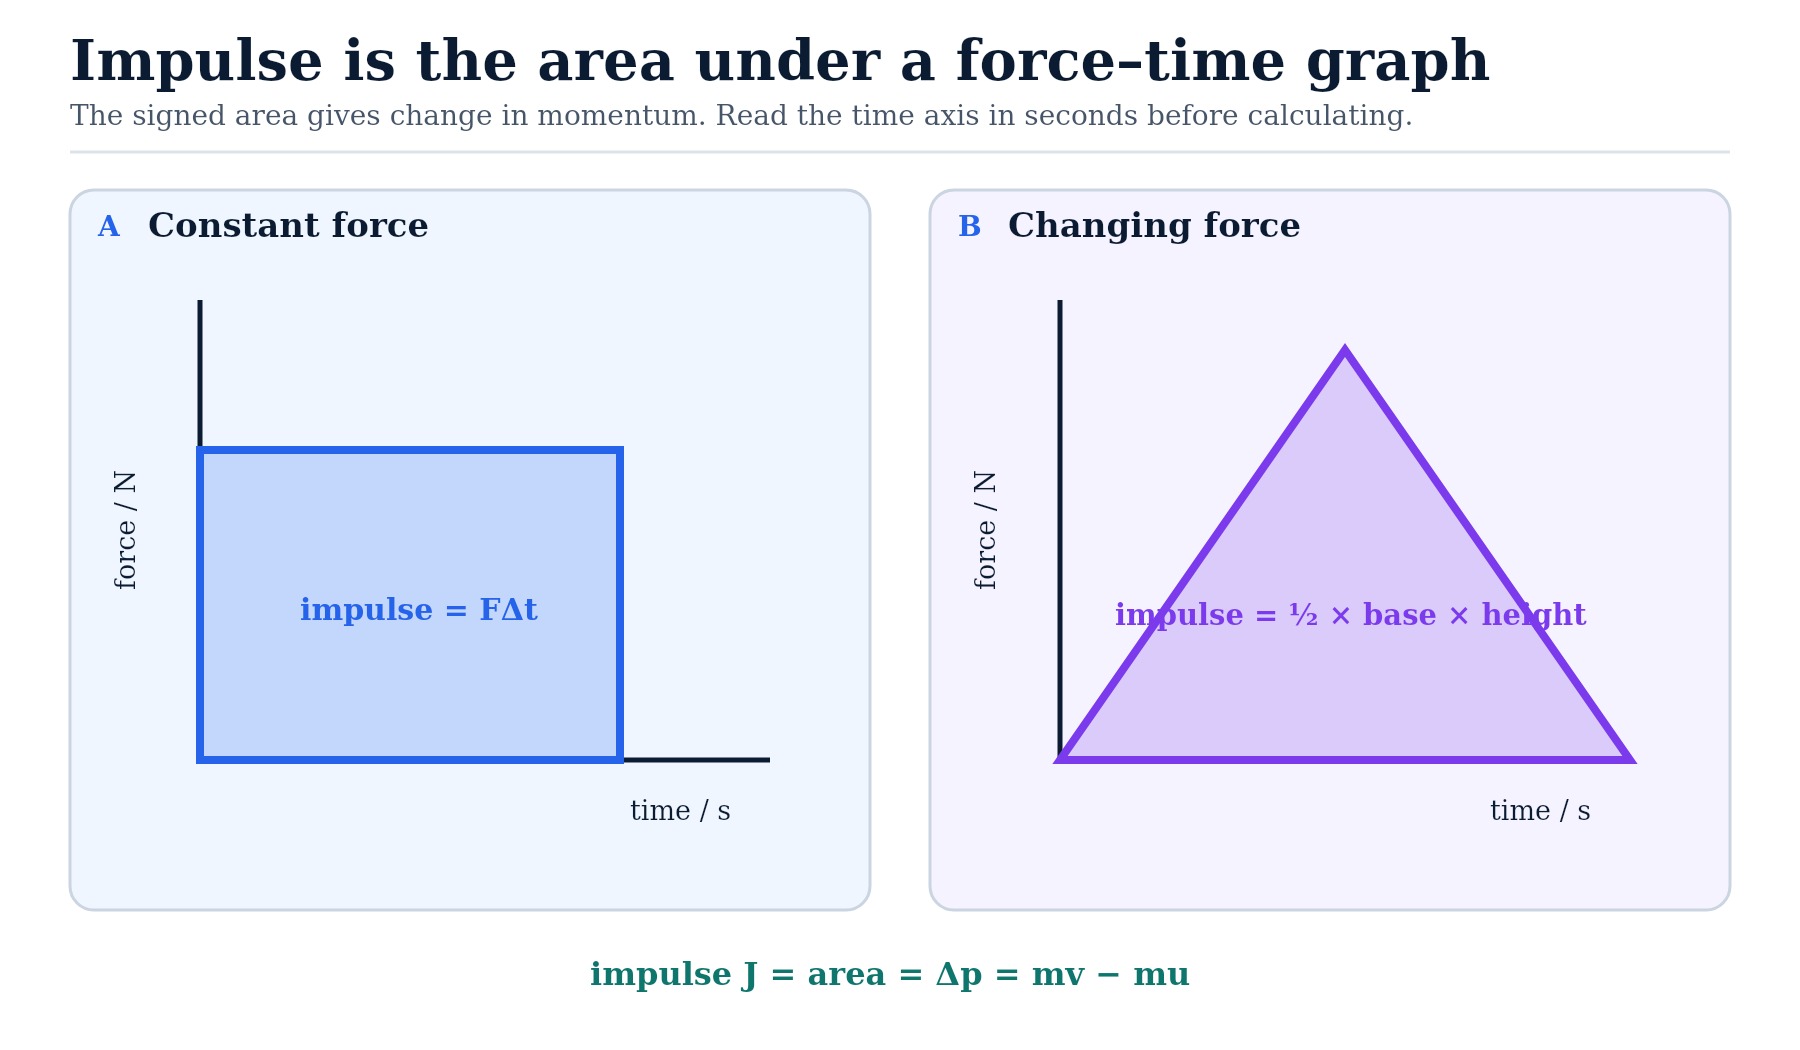 Impulse is the area under a force–time graph
The signed area gives change in momentum. Read the time axis in seconds before calculating.
A Constant force
force / N
impulse = FΔt
time / s
B Changing force
force / N
impulse = ½ × base × height
time / s
impulse J = area = Δp = mv − mu